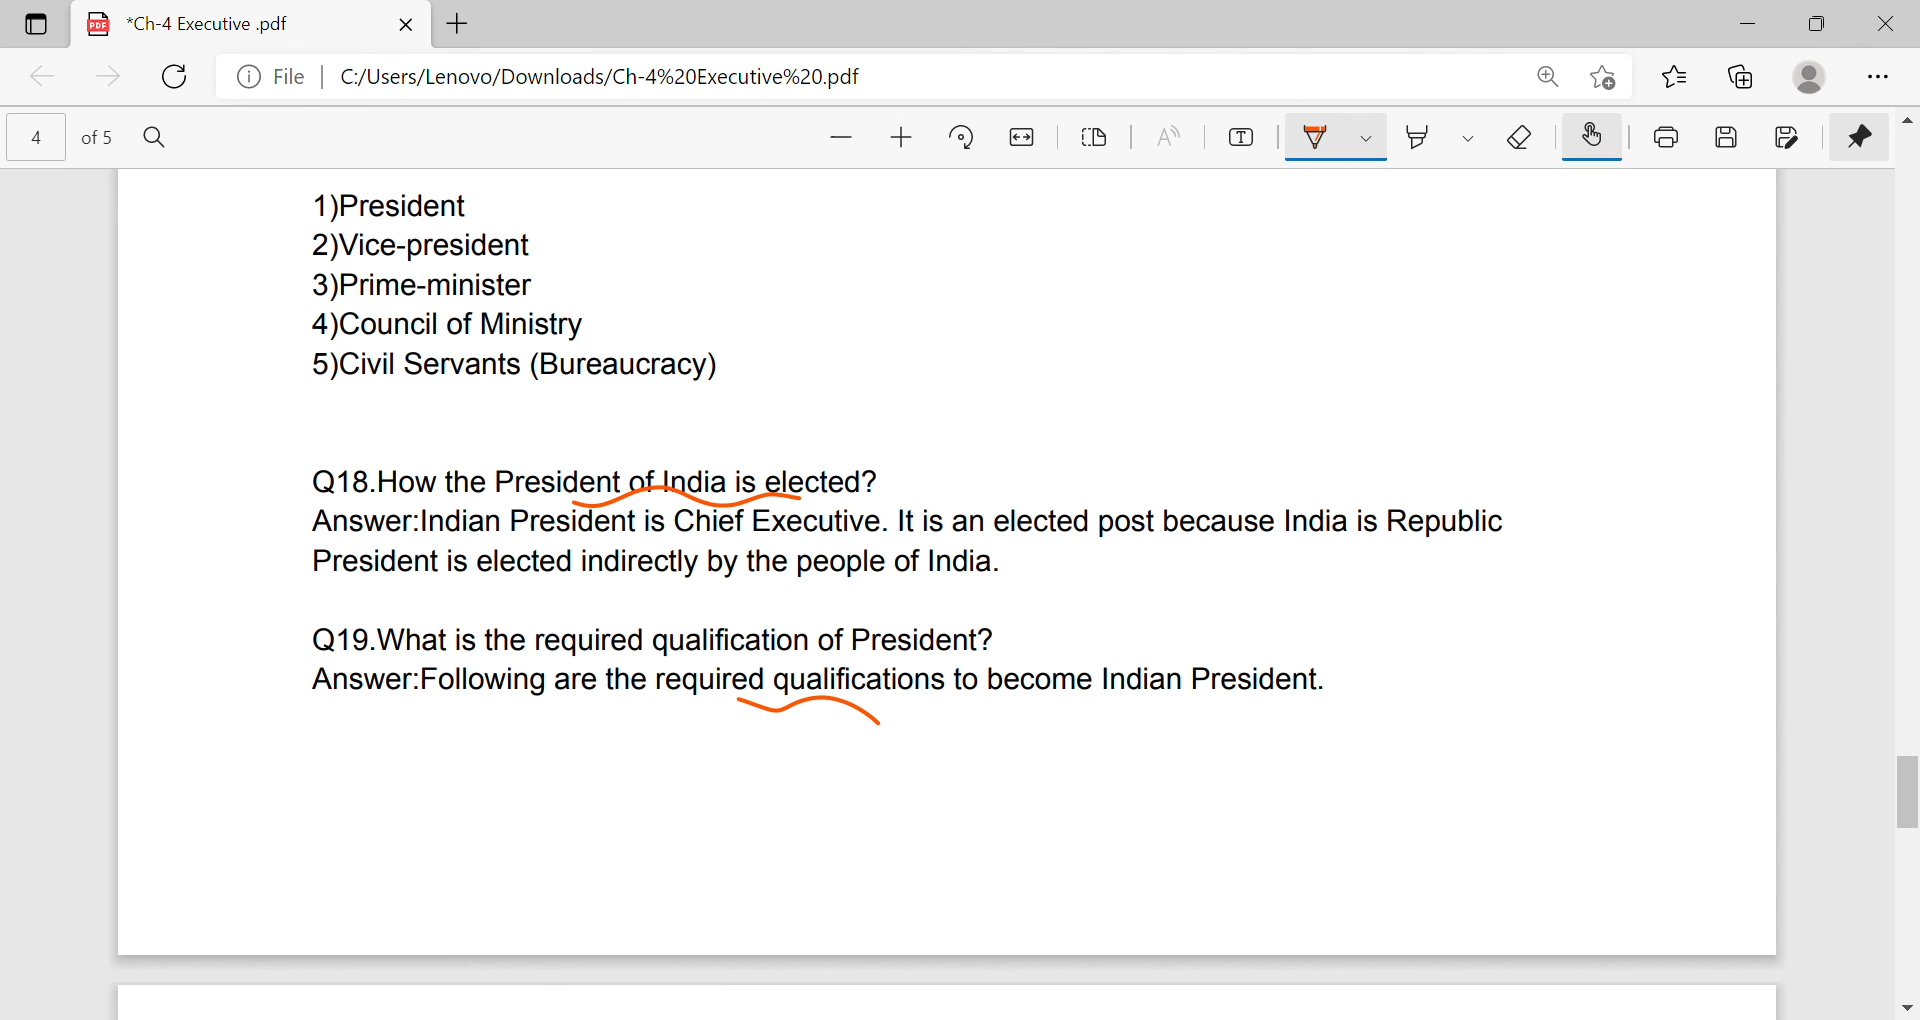 *Ch-4 Executive .pdf
File
C:/Users/Lenovo/Downloads/Ch-4%20Executive%20.pdf
4 of 5
1)President
2)Vice-president
3)Prime-minister
4)Council of Ministry
5)Civil Servants (Bureaucracy)
Q18.How the President of India is elected?
Answer:Indian President is Chief Executive. It is an elected post because India is Republic
President is elected indirectly by the people of India.
Q19.What is the required qualification of President?
Answer:Following are the required qualifications to become Indian President.